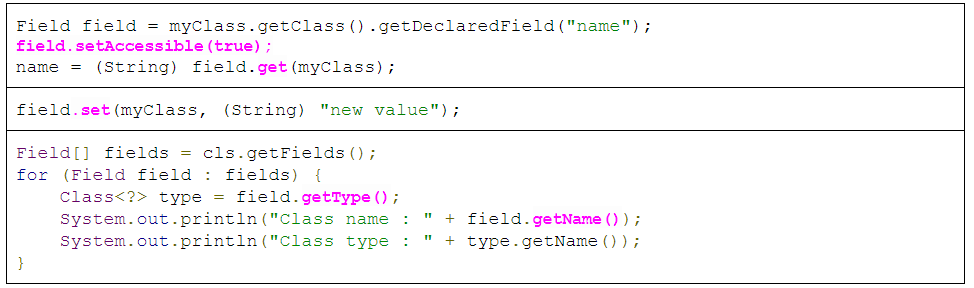 Field field = myClass.getClass().getDeclaredField("name");
field.setAccessible(true);
name = (String) field.get(myClass);
field.set(myClass, (String) "new value");
Field[] fields = cls.getFields();
for (Field field : fields) {
    Class<?> type = field.getType();
    System.out.println("Class name : " + field.getName());
    System.out.println("Class type : " + type.getName());
}